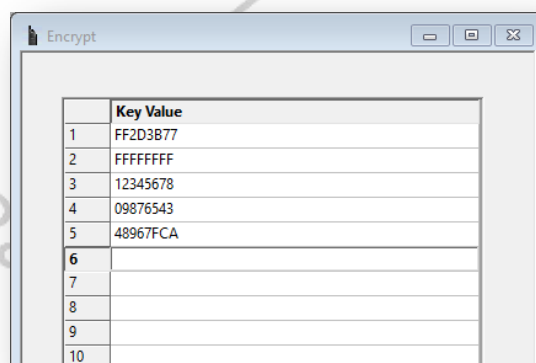 Encrypt
Key Value
1 FF2D3B77
2 FFFFFFFF
3 12345678
4 09876543
5 48967FCA
6
7
8
9
10